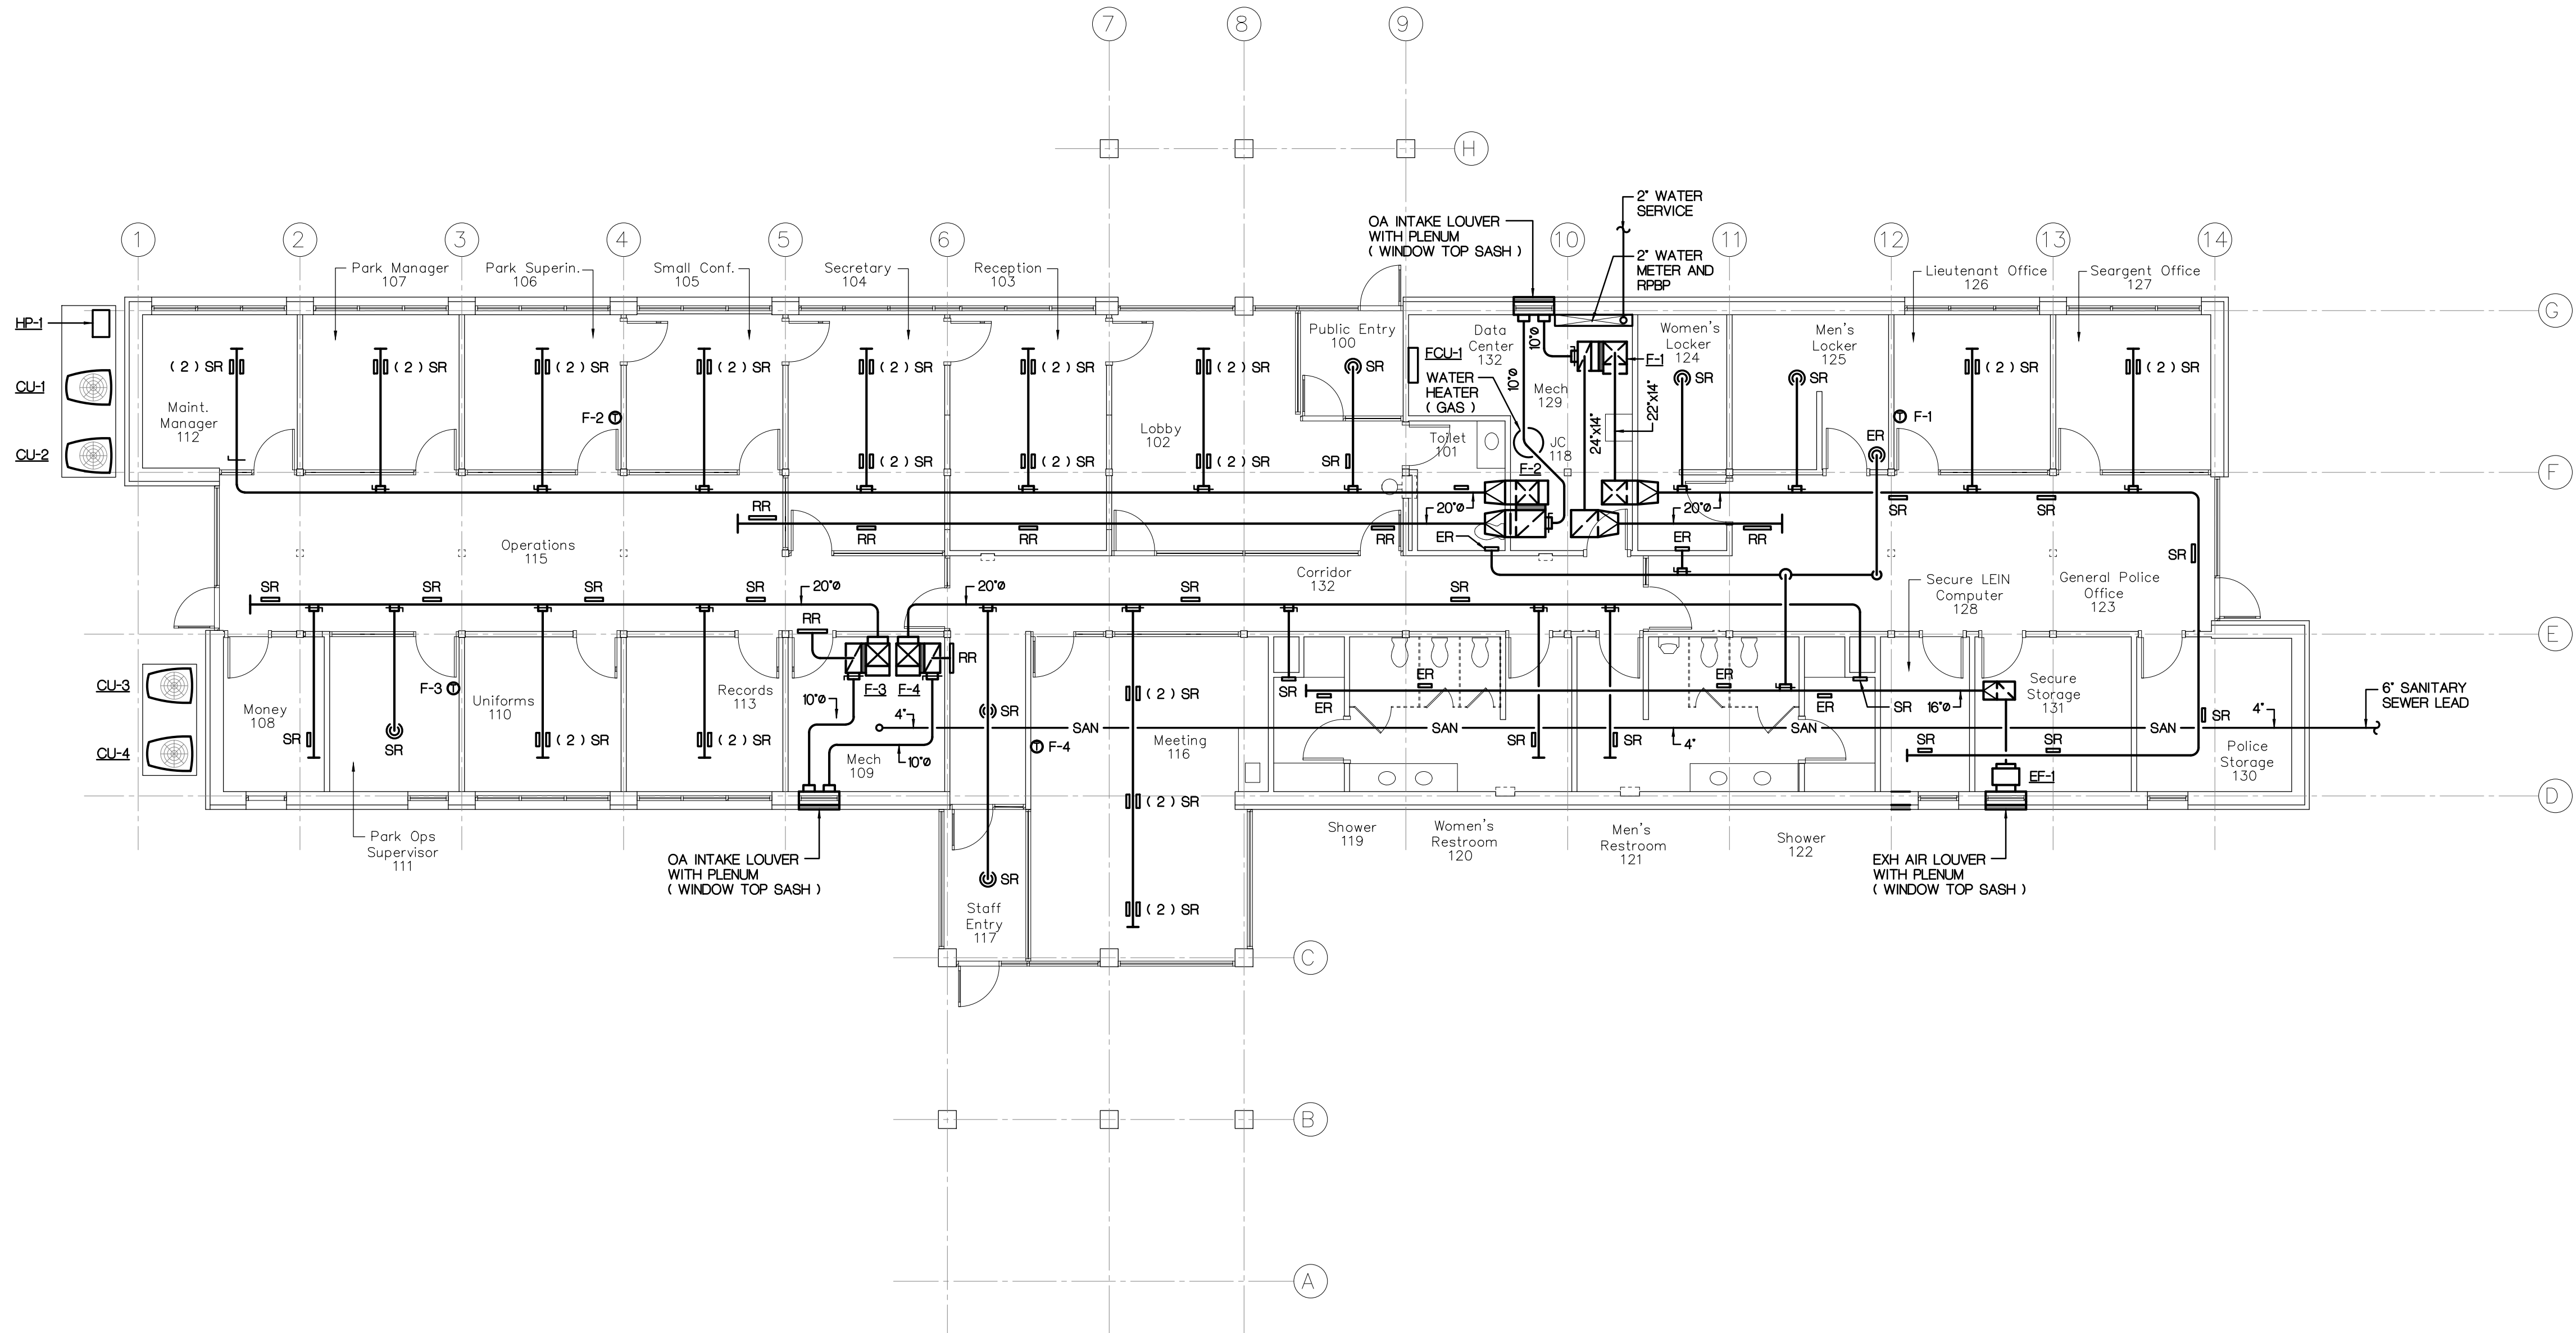 7
8
9
H
2" WATER
SERVICE
OA INTAKE LOUVER
WITH PLENUM
( WINDOW TOP SASH )
1
2
3
4
5
6
10
11
12
13
14
2" WATER
METER AND
RPBP
Park Manager
107
Park Superin.
106
Small Conf.
105
Secretary
104
Reception
103
Lieutenant Office
126
Seargent Office
127
G
HP-1
CU-1
CU-2
Public Entry
100
SR
FCU-1
Data
Center
132
10"Ø
10"Ø
F-1
Women's
Locker
124
Men's
Locker
125
WATER
HEATER
( GAS )
Mech
129
22"x14"
24"x14"
SR
SR
( 2 ) SR
( 2 ) SR
( 2 ) SR
( 2 ) SR
( 2 ) SR
( 2 ) SR
( 2 ) SR
( 2 ) SR
( 2 ) SR
Maint.
Manager
112
F-2
F-1
Lobby
102
Toilet
101
JC
118
ER
( 2 ) SR
( 2 ) SR
( 2 ) SR
SR
F-2
F
20"Ø
20"Ø
SR
SR
RR
RR
RR
RR
RR
ER
ER
Operations
115
SR
Corridor
132
Secure LEIN
Computer
128
General Police
Office
123
SR
SR
SR
SR
20"Ø
20"Ø
SR
SR
E
RR
RR
F-3
F-4
CU-3
CU-4
Money
108
SR
SR
F-3
Uniforms
110
( 2 ) SR
Records
113
( 2 ) SR
10"Ø
4"
10"Ø
Mech
109
SR
SAN
F-4
( 2 ) SR
Meeting
116
( 2 ) SR
( 2 ) SR
SR
ER
ER
SAN
SR
SR
ER
4"
SAN
ER
SR
16"Ø
SAN
Secure
Storage
131
SR
SR
SR
SAN
4"
6" SANITARY
SEWER LEAD
Police
Storage
130
EF-1
D
Park Ops
Supervisor
111
OA INTAKE LOUVER
WITH PLENUM
( WINDOW TOP SASH )
SR
Staff
Entry
117
Shower
119
Women's
Restroom
120
Men's
Restroom
121
Shower
122
EXH AIR LOUVER
WITH PLENUM
( WINDOW TOP SASH )
C
B
A